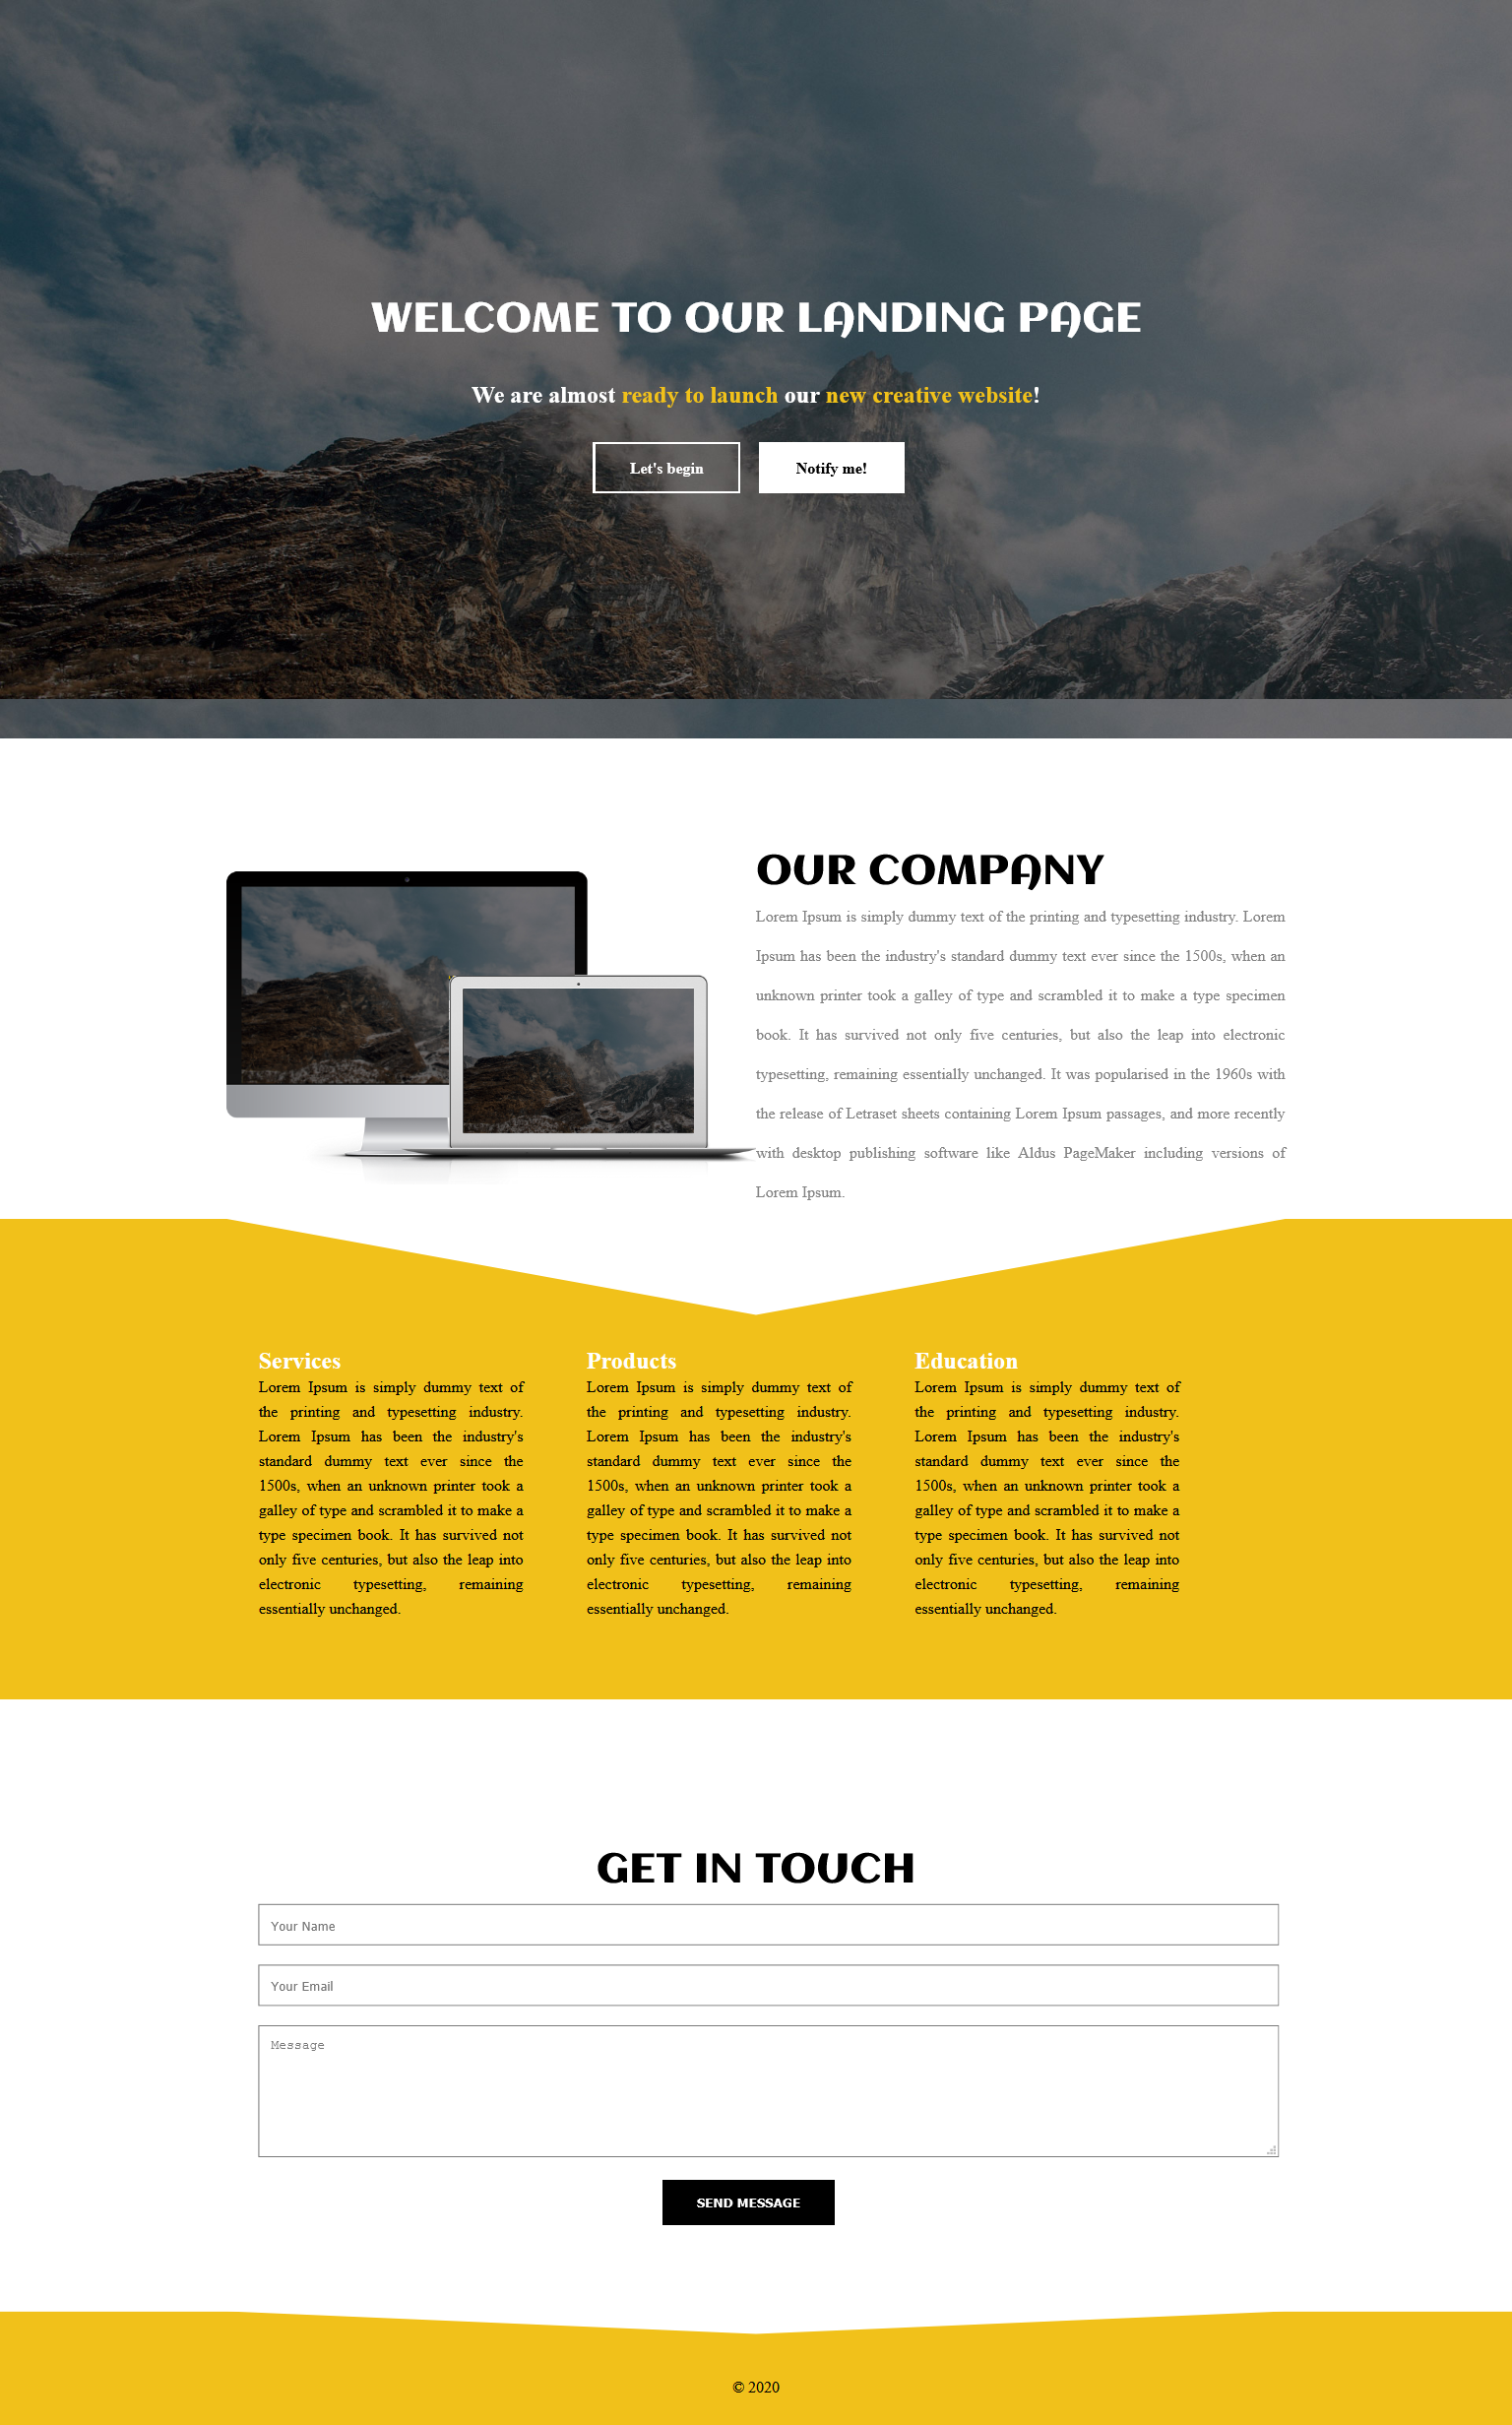 WELCOME TO OUR LANDING PAGE
We are almost ready to launch our new creative website!
Let's begin
Notify me!
OUR COMPANY
Lorem Ipsum is simply dummy text of the printing and typesetting industry. Lorem
Ipsum has been the industry's standard dummy text ever since the 1500s, when an
unknown printer took a galley of type and scrambled it to make a type specimen
book. It has survived not only five centuries, but also the leap into electronic
typesetting, remaining essentially unchanged. It was popularised in the 1960s with
the release of Letraset sheets containing Lorem Ipsum passages, and more recently
with desktop publishing software like Aldus PageMaker including versions of
Lorem Ipsum.
Services
Lorem Ipsum is simply dummy text of
the printing and typesetting industry.
Lorem Ipsum has been the industry's
standard dummy text ever since the
1500s, when an unknown printer took a
galley of type and scrambled it to make a
type specimen book. It has survived not
only five centuries, but also the leap into
electronic typesetting, remaining
essentially unchanged.
Products
Lorem Ipsum is simply dummy text of
the printing and typesetting industry.
Lorem Ipsum has been the industry's
standard dummy text ever since the
1500s, when an unknown printer took a
galley of type and scrambled it to make a
type specimen book. It has survived not
only five centuries, but also the leap into
electronic typesetting, remaining
essentially unchanged.
Education
Lorem Ipsum is simply dummy text of
the printing and typesetting industry.
Lorem Ipsum has been the industry's
standard dummy text ever since the
1500s, when an unknown printer took a
galley of type and scrambled it to make a
type specimen book. It has survived not
only five centuries, but also the leap into
electronic typesetting, remaining
essentially unchanged.
GET IN TOUCH
Your Name
Your Email
Message
SEND MESSAGE
© 2020